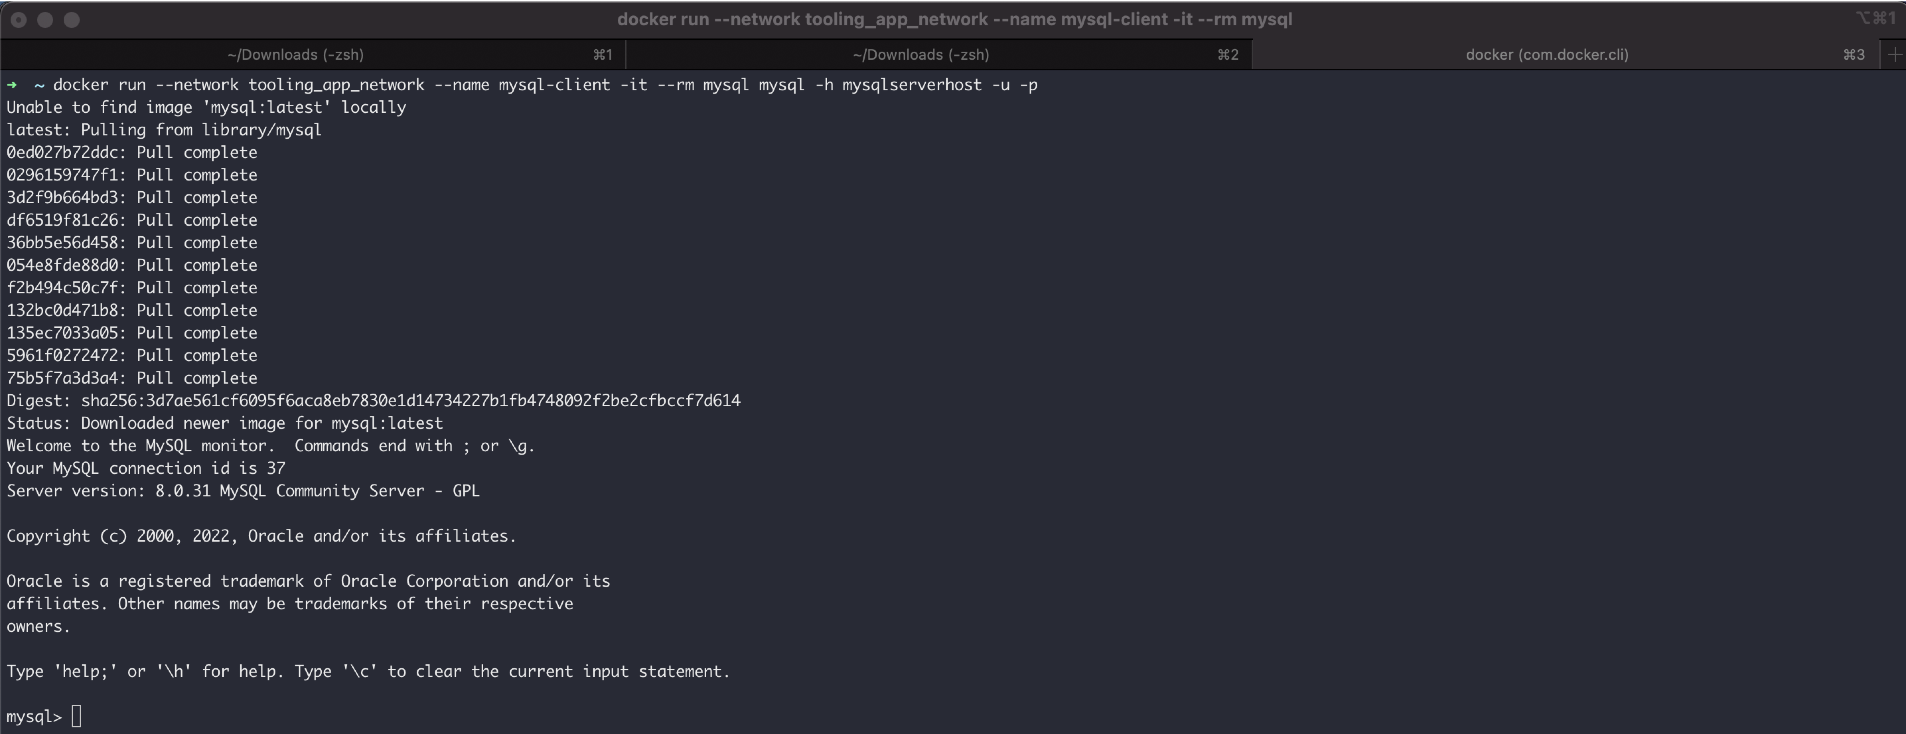 docker run --network tooling_app_network --name mysql-client -it --rm mysql
⌥⌘1
~/Downloads (-zsh) ⌘1 ~/Downloads (-zsh) ⌘2 docker (com.docker.cli) ⌘3 +
➜ ~ docker run --network tooling_app_network --name mysql-client -it --rm mysql mysql -h mysqlserverhost -u -p
Unable to find image 'mysql:latest' locally
latest: Pulling from library/mysql
0ed027b72ddc: Pull complete
0296159747f1: Pull complete
3d2f9b664bd3: Pull complete
df6519f81c26: Pull complete
36bb5e56d458: Pull complete
054e8fde88d0: Pull complete
f2b494c50c7f: Pull complete
132bc0d471b8: Pull complete
135ec7033a05: Pull complete
5961f0272472: Pull complete
75b5f7a3d3a4: Pull complete
Digest: sha256:3d7ae561cf6095f6aca8eb7830e1d14734227b1fb4748092f2be2cfbccf7d614
Status: Downloaded newer image for mysql:latest
Welcome to the MySQL monitor.  Commands end with ; or \g.
Your MySQL connection id is 37
Server version: 8.0.31 MySQL Community Server - GPL
Copyright (c) 2000, 2022, Oracle and/or its affiliates.
Oracle is a registered trademark of Oracle Corporation and/or its
affiliates. Other names may be trademarks of their respective
owners.
Type 'help;' or '\h' for help. Type '\c' to clear the current input statement.
mysql>